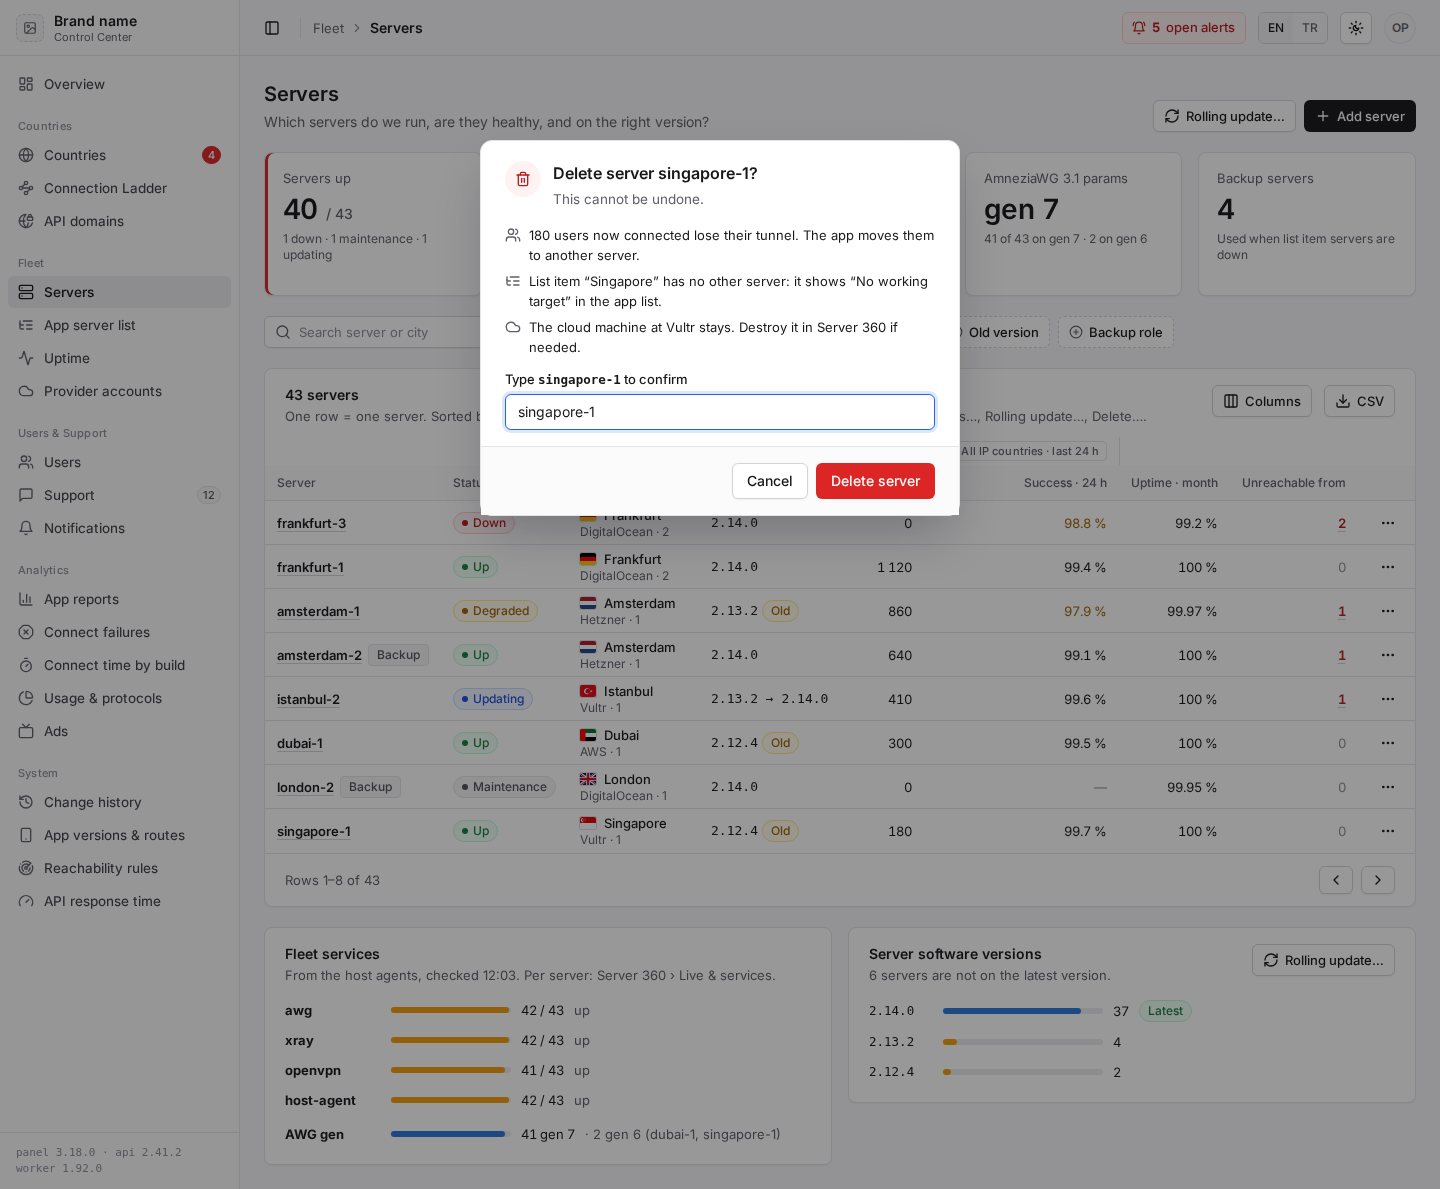 Brand name
Control Center
Fleet
Servers
5 open alerts
EN
TR
OP
Overview
Countries
Countries
4
Connection Ladder
API domains
Fleet
Servers
App server list
Uptime
Provider accounts
Users & Support
Users
Support
12
Notifications
Analytics
App reports
Connect failures
Connect time by build
Usage & protocols
Ads
System
Change history
App versions & routes
Reachability rules
API response time
panel 3.18.0 · api 2.41.2
worker 1.92.0
Servers
Which servers do we run, are they healthy, and on the right version?
Rolling update…
Add server
Servers up
40 / 43
1 down · 1 maintenance · 1
updating
AmneziaWG 3.1 params
gen 7
41 of 43 on gen 7 · 2 on gen 6
Backup servers
4
Used when list item servers are
down
Search server or city
Old version
Backup role
Delete server singapore-1?
This cannot be undone.
180 users now connected lose their tunnel. The app moves them
to another server.
List item “Singapore” has no other server: it shows “No working
target” in the app list.
The cloud machine at Vultr stays. Destroy it in Server 360 if
needed.
Type singapore-1 to confirm
singapore-1
Cancel
Delete server
43 servers
One row = one server. Sorted
Rolling update…, Delete….
Columns
CSV
All IP countries · last 24 h
Server
Success · 24 h
Uptime · month
Unreachable from
frankfurt-3 Down Frankfurt 2.14.0 0 98.8 % 99.2 % 2
DigitalOcean · 2
frankfurt-1 Up Frankfurt 2.14.0 1 120 99.4 % 100 % 0
DigitalOcean · 2
amsterdam-1 Degraded Amsterdam 2.13.2 Old 860 97.9 % 99.97 % 1
Hetzner · 1
amsterdam-2 Backup Up Amsterdam 2.14.0 640 99.1 % 100 % 1
Hetzner · 1
istanbul-2 Updating Istanbul 2.13.2 → 2.14.0 410 99.6 % 100 % 1
Vultr · 1
dubai-1 Up Dubai 2.12.4 Old 300 99.5 % 100 % 0
AWS · 1
london-2 Backup Maintenance London 2.14.0 0 — 99.95 % 0
DigitalOcean · 1
singapore-1 Up Singapore 2.12.4 Old 180 99.7 % 100 % 0
Vultr · 1
Rows 1–8 of 43
Fleet services
From the host agents, checked 12:03. Per server: Server 360 › Live & services.
awg 42 / 43 up
xray 42 / 43 up
openvpn 41 / 43 up
host-agent 42 / 43 up
AWG gen 41 gen 7 · 2 gen 6 (dubai-1, singapore-1)
Server software versions
6 servers are not on the latest version.
Rolling update…
2.14.0 37 Latest
2.13.2 4
2.12.4 2